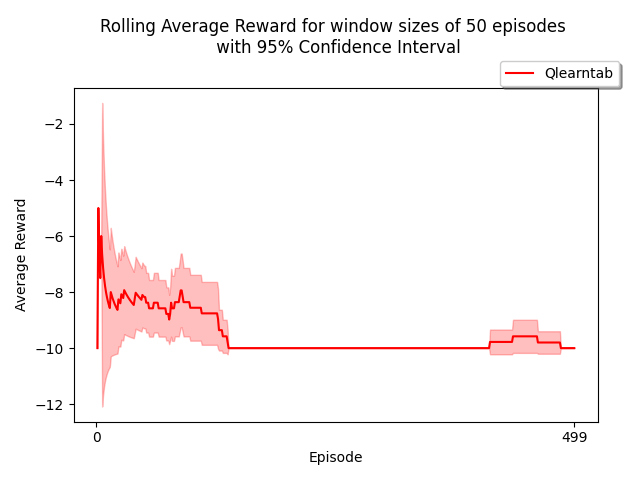 Rolling Average Reward for window sizes of 50 episodes
with 95% Confidence Interval
Qlearntab
−2
−4
−6
−8
−10
−12
Average Reward
0
499
Episode